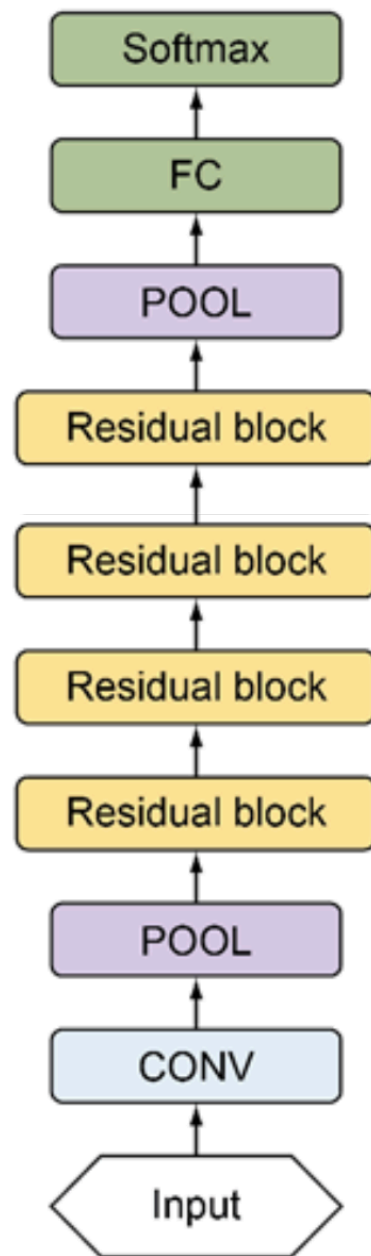 Softmax
FC
POOL
Residual block
Residual block
Residual block
Residual block
POOL
CONV
Input